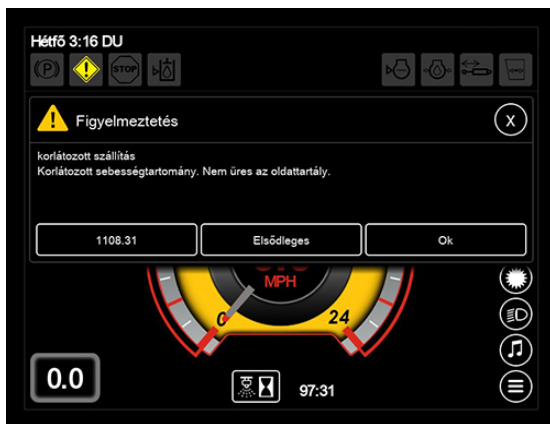 Hétfő 3:16 DU
(P) STOP
Figyelmeztetés
X
korlátozott szállítás
Korlátozott sebességtartomány. Nem üres az oldattartály.
1108.31 Elsődleges Ok
MPH
0 24
0.0
97:31